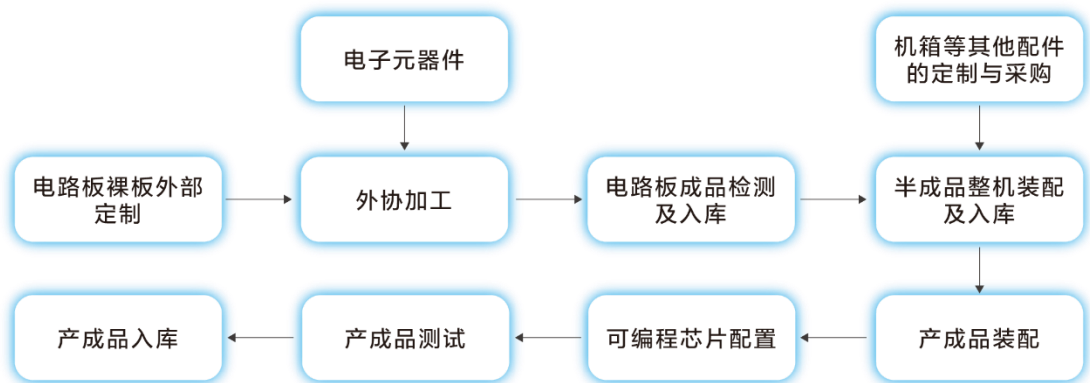 电子元器件
机箱等其他配件
的定制与采购
电路板裸板外部
定制
外协加工
电路板成品检测
及入库
半成品整机装配
及入库
产成品入库
产成品测试
可编程芯片配置
产成品装配